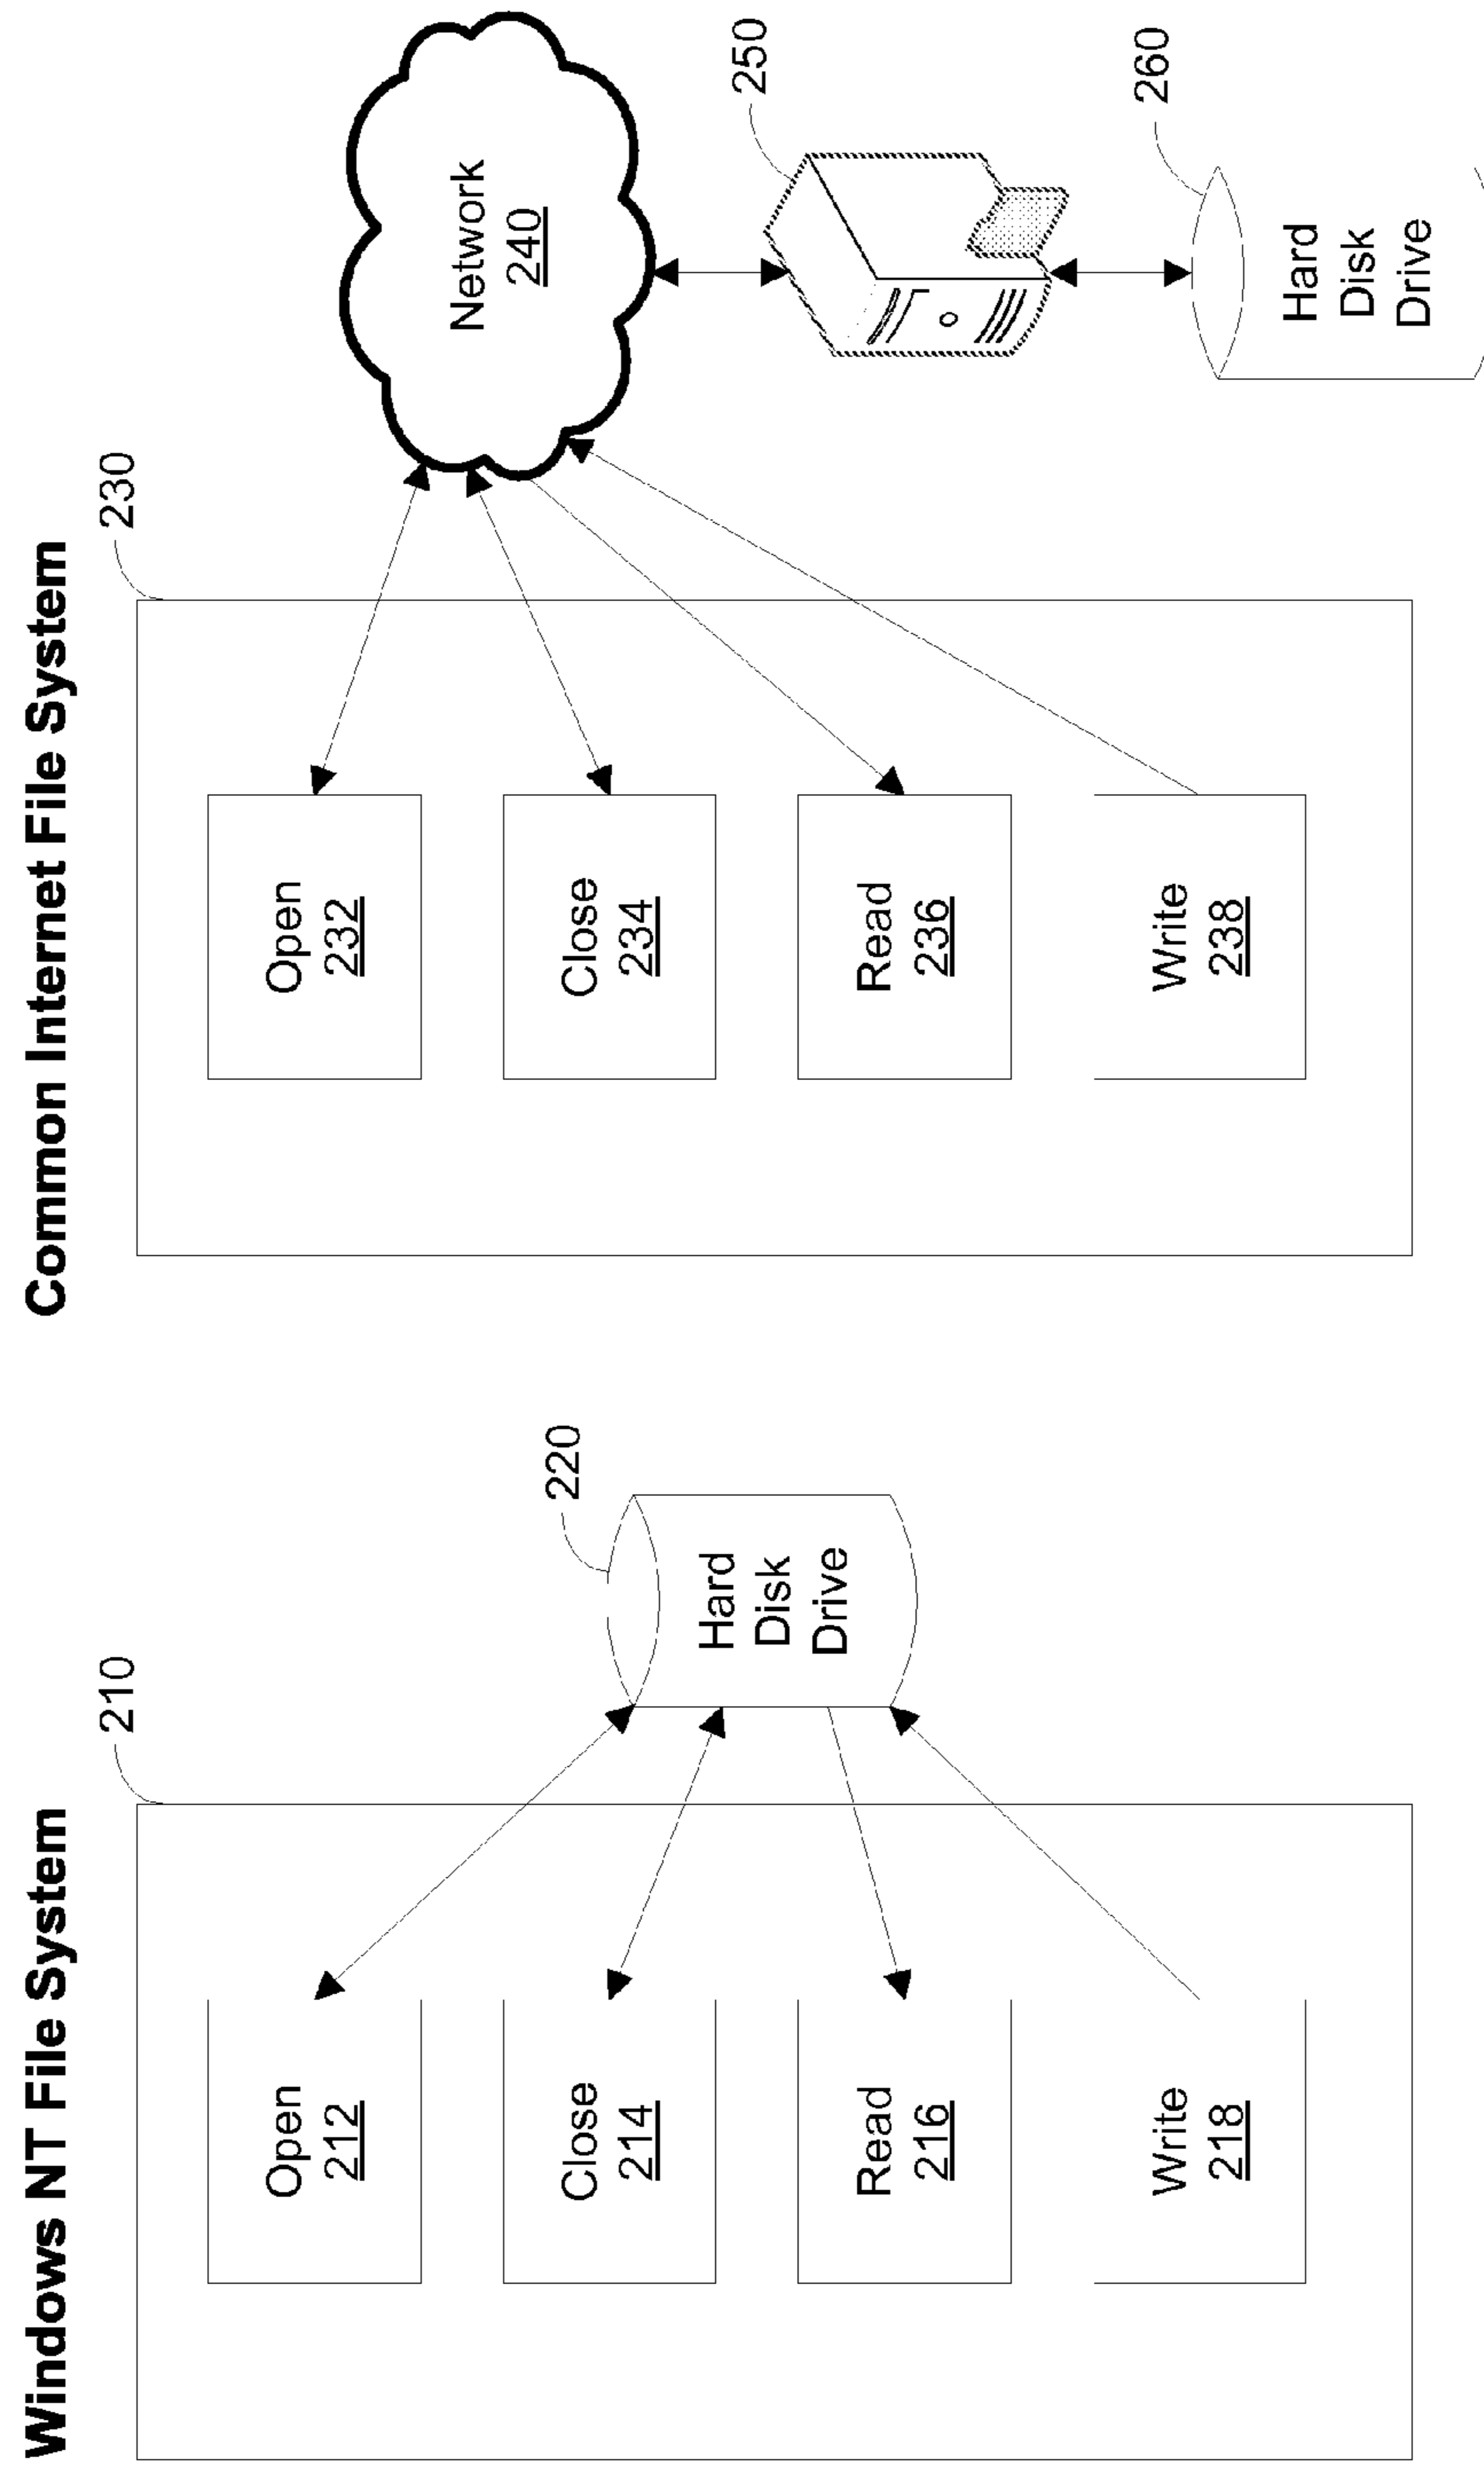 Windows NT File System
210
Open
212
Close
214
Read
216
Write
218
220
Hard
Disk
Drive
Common Internet File System
230
Open
232
Close
234
Read
236
Write
238
Network
240
250
260
Hard
Disk
Drive